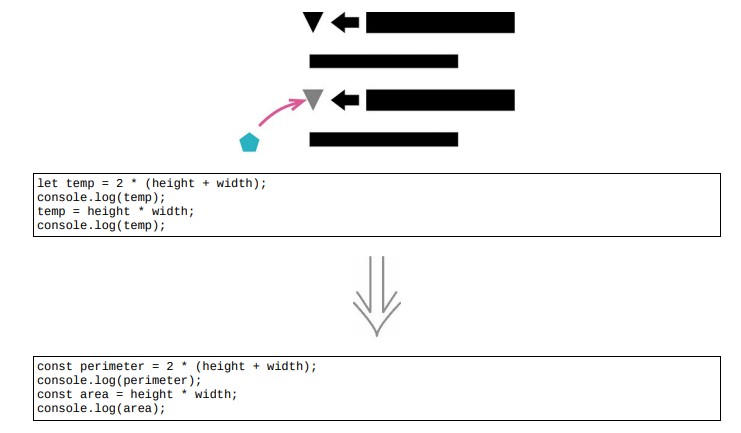 let temp = 2 * (height + width);
console.log(temp);
temp = height * width;
console.log(temp);
const perimeter = 2 * (height + width);
console.log(perimeter);
const area = height * width;
console.log(area);